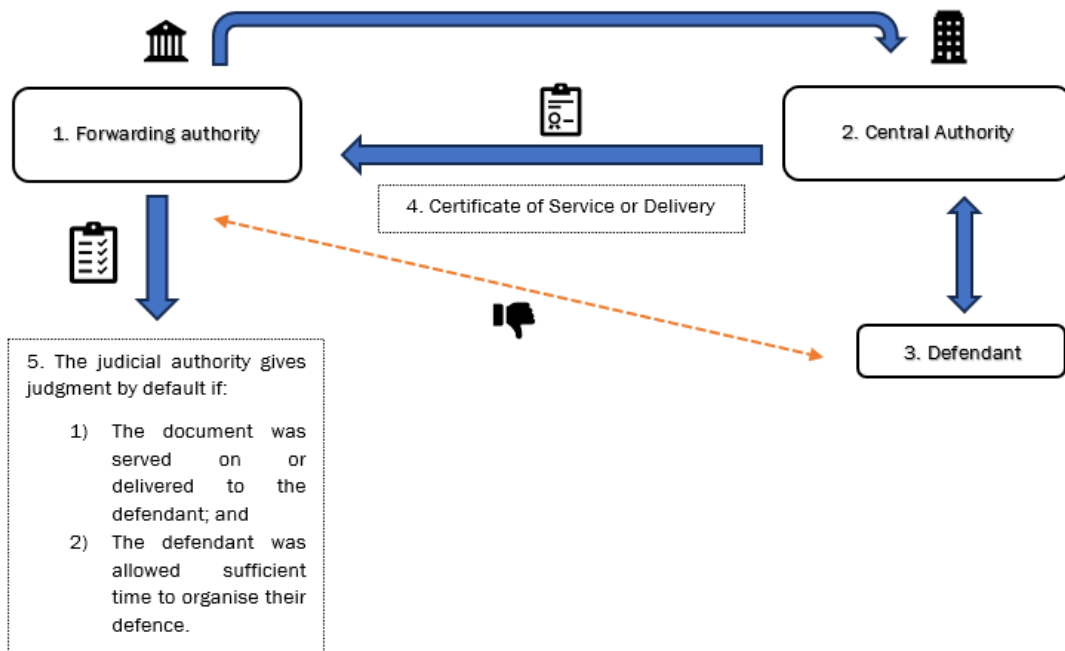 1. Forwarding authority
2. Central Authority
4. Certificate of Service or Delivery
3. Defendant
5. The judicial authority gives
judgment by default if:
1) The document was
served on or
delivered to the
defendant; and
2) The defendant was
allowed sufficient
time to organise their
defence.